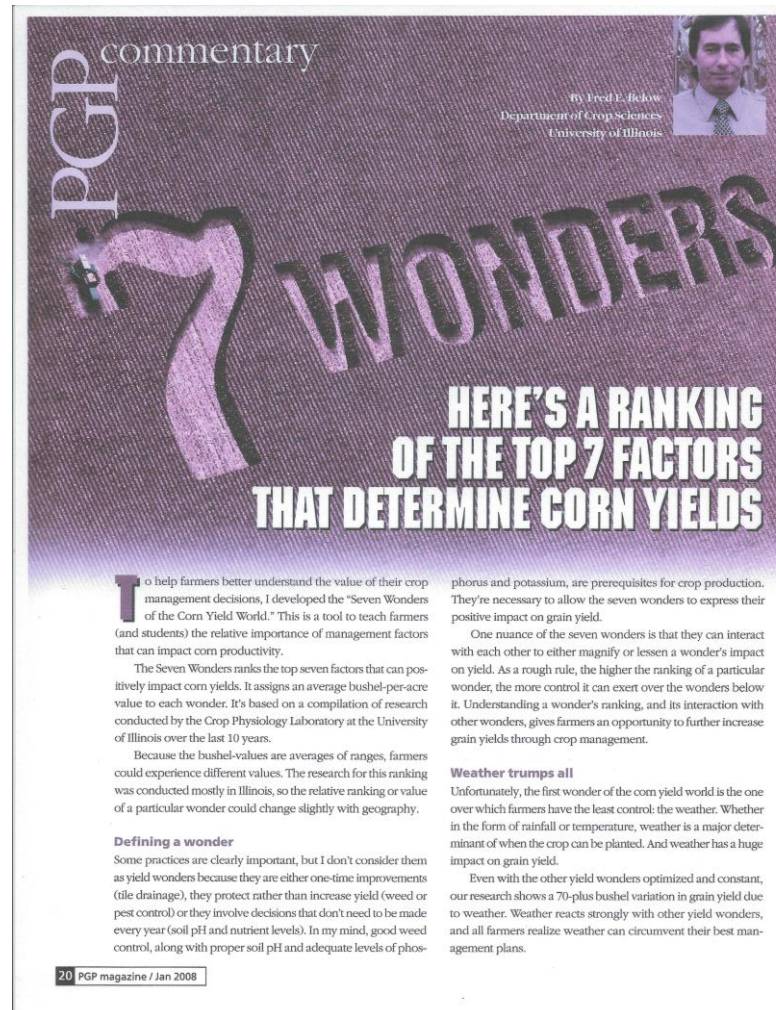 PGP commentary
By Fred E. Below
Department of Crop Sciences
University of Illinois
7 WONDERS
HERE'S A RANKING
OF THE TOP 7 FACTORS
THAT DETERMINE CORN YIELDS
To help farmers better understand the value of their crop
management decisions, I developed the “Seven Wonders
of the Corn Yield World.” This is a tool to teach farmers
(and students) the relative importance of management factors
that can impact corn productivity.
The Seven Wonders ranks the top seven factors that can pos-
itively impact corn yields. It assigns an average bushel-per-acre
value to each wonder. It's based on a compilation of research
conducted by the Crop Physiology Laboratory at the University
of Illinois over the last 10 years.
Because the bushel-values are averages of ranges, farmers
could experience different values. The research for this ranking
was conducted mostly in Illinois, so the relative ranking or value
of a particular wonder could change slightly with geography.
Defining a wonder
Some practices are clearly important, but I don't consider them
as yield wonders because they are either one-time improvements
(tile drainage), they protect rather than increase yield (weed or
pest control) or they involve decisions that don't need to be made
every year (soil pH and nutrient levels). In my mind, good weed
control, along with proper soil pH and adequate levels of phos-
phorus and potassium, are prerequisites for crop production.
They're necessary to allow the seven wonders to express their
positive impact on grain yield.
One nuance of the seven wonders is that they can interact
with each other to either magnify or lessen a wonder's impact
on yield. As a rough rule, the higher the ranking of a particular
wonder, the more control it can exert over the wonders below
it. Understanding a wonder's ranking, and its interaction with
other wonders, gives farmers an opportunity to further increase
grain yields through crop management.
Weather trumps all
Unfortunately, the first wonder of the corn yield world is the one
over which farmers have the least control: the weather. Whether
in the form of rainfall or temperature, weather is a major deter-
minant of when the crop can be planted. And weather has a huge
impact on grain yield.
Even with the other yield wonders optimized and constant,
our research shows a 70-plus bushel variation in grain yield due
to weather. Weather reacts strongly with other yield wonders,
and all farmers realize weather can circumvent their best man-
agement plans.
20 PGP magazine / Jan 2008